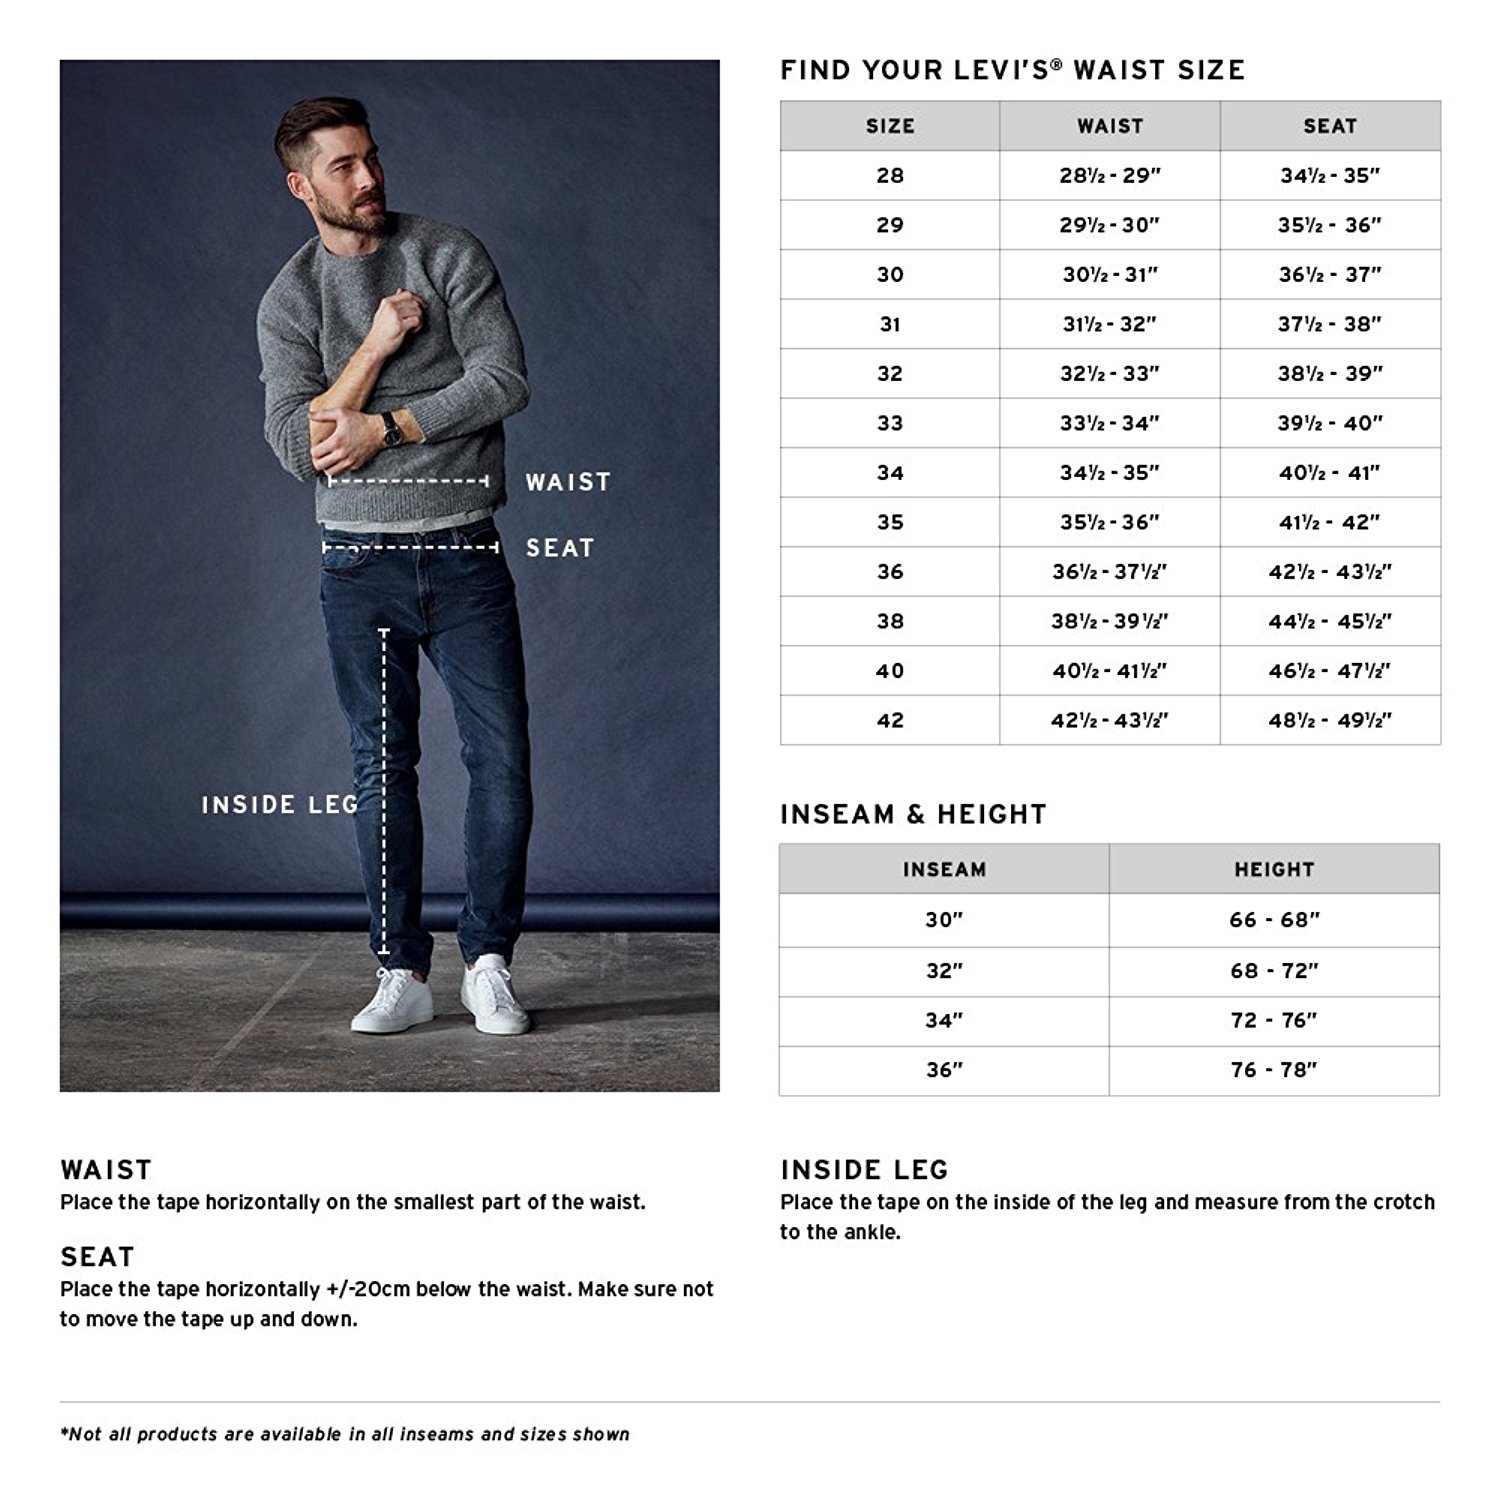 FIND YOUR LEVI'S® WAIST SIZE
SIZE WAIST SEAT
28 28½ - 29" 34½ - 35"
29 29½ - 30" 35½ - 36"
30 30½ - 31" 36½ - 37"
31 31½ - 32" 37½ - 38"
32 32½ - 33" 38½ - 39"
33 33½ - 34" 39½ - 40"
34 34½ - 35" 40½ - 41"
35 35½ - 36" 41½ - 42"
36 36½ - 37½" 42½ - 43½"
38 38½ - 39½" 44½ - 45½"
40 40½ - 41½" 46½ - 47½"
42 42½ - 43½" 48½ - 49½"
WAIST
SEAT
INSIDE LEG
INSEAM & HEIGHT
INSEAM HEIGHT
30" 66 - 68"
32" 68 - 72"
34" 72 - 76"
36" 76 - 78"
WAIST
Place the tape horizontally on the smallest part of the waist.
SEAT
Place the tape horizontally +/-20cm below the waist. Make sure not
to move the tape up and down.
INSIDE LEG
Place the tape on the inside of the leg and measure from the crotch
to the ankle.
*Not all products are available in all inseams and sizes shown